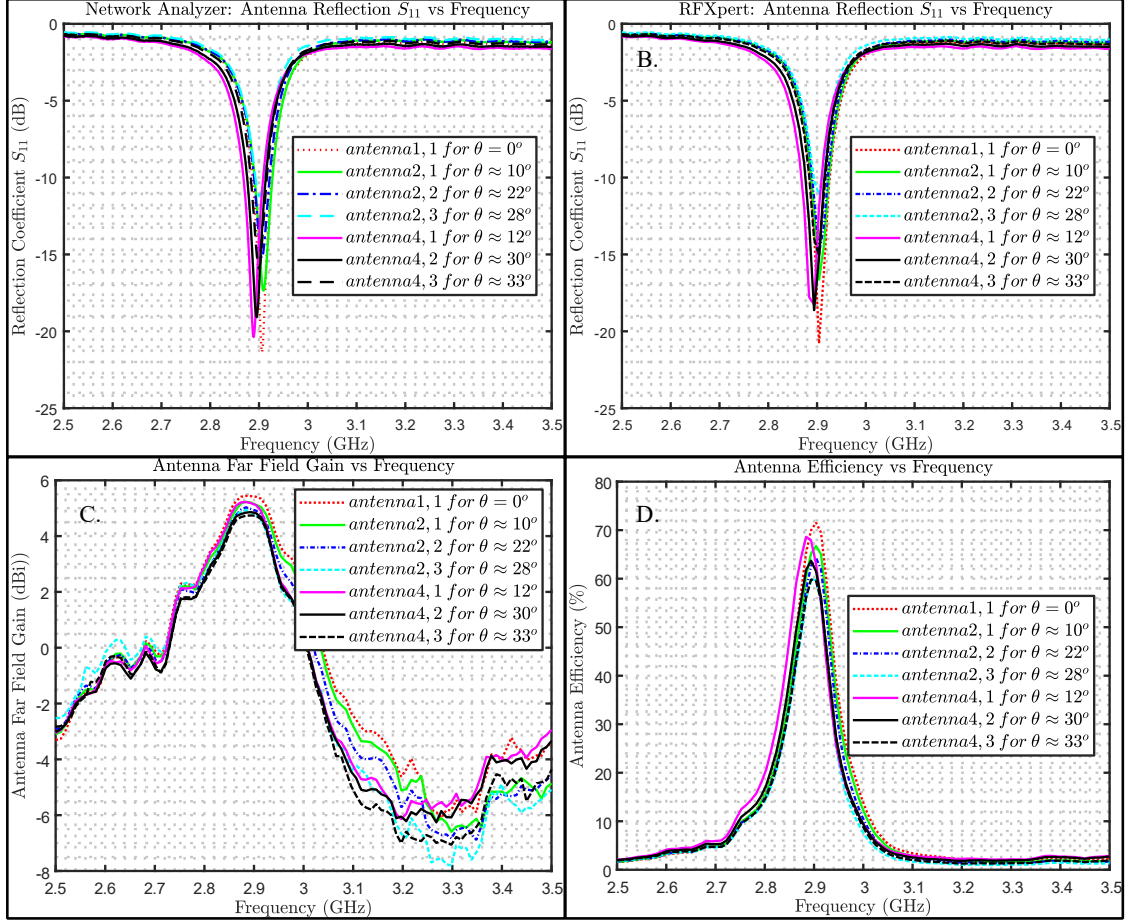 Network Analyzer: Antenna Reflection S₁₁ vs Frequency
Reflection Coefficient S₁₁ (dB)
0
-5
-10
-15
-20
-25
antenna1, 1 for θ = 0°
antenna2, 1 for θ ≈ 10°
antenna2, 2 for θ ≈ 22°
antenna2, 3 for θ ≈ 28°
antenna4, 1 for θ ≈ 12°
antenna4, 2 for θ ≈ 30°
antenna4, 3 for θ ≈ 33°
2.5 2.6 2.7 2.8 2.9 3 3.1 3.2 3.3 3.4 3.5
Frequency (GHz)
RFXpert: Antenna Reflection S₁₁ vs Frequency
B.
Reflection Coefficient S₁₁ (dB)
0
-5
-10
-15
-20
-25
antenna1, 1 for θ = 0°
antenna2, 1 for θ ≈ 10°
antenna2, 2 for θ ≈ 22°
antenna2, 3 for θ ≈ 28°
antenna4, 1 for θ ≈ 12°
antenna4, 2 for θ ≈ 30°
antenna4, 3 for θ ≈ 33°
2.5 2.6 2.7 2.8 2.9 3 3.1 3.2 3.3 3.4 3.5
Frequency (GHz)
Antenna Far Field Gain vs Frequency
C.
Antenna Far Field Gain (dBi)
6
4
2
0
-2
-4
-6
-8
antenna1, 1 for θ = 0°
antenna2, 1 for θ ≈ 10°
antenna2, 2 for θ ≈ 22°
antenna2, 3 for θ ≈ 28°
antenna4, 1 for θ ≈ 12°
antenna4, 2 for θ ≈ 30°
antenna4, 3 for θ ≈ 33°
2.5 2.6 2.7 2.8 2.9 3 3.1 3.2 3.3 3.4 3.5
Frequency (GHz)
Antenna Efficiency vs Frequency
D.
Antenna Efficiency (%)
80
70
60
50
40
30
20
10
0
antenna1, 1 for θ = 0°
antenna2, 1 for θ ≈ 10°
antenna2, 2 for θ ≈ 22°
antenna2, 3 for θ ≈ 28°
antenna4, 1 for θ ≈ 12°
antenna4, 2 for θ ≈ 30°
antenna4, 3 for θ ≈ 33°
2.5 2.6 2.7 2.8 2.9 3 3.1 3.2 3.3 3.4 3.5
Frequency (GHz)